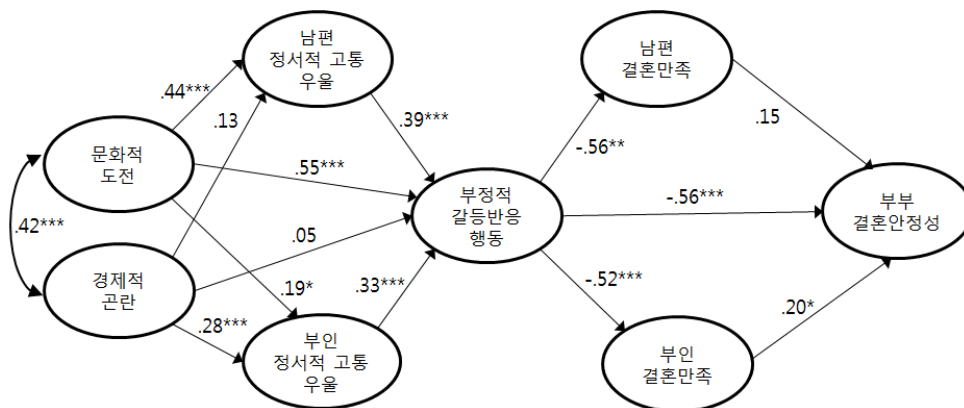 남편
정서적 고통
우울
남편
결혼만족
.44***
.13
.39***
.15
-.56**
문화적
도전
.55***
부정적
갈등반응
행동
-.56***
부부
결혼안정성
.42***
.05
경제적
곤란
.19*
.33***
-.52***
.28***
.20*
부인
정서적 고통
우울
부인
결혼만족